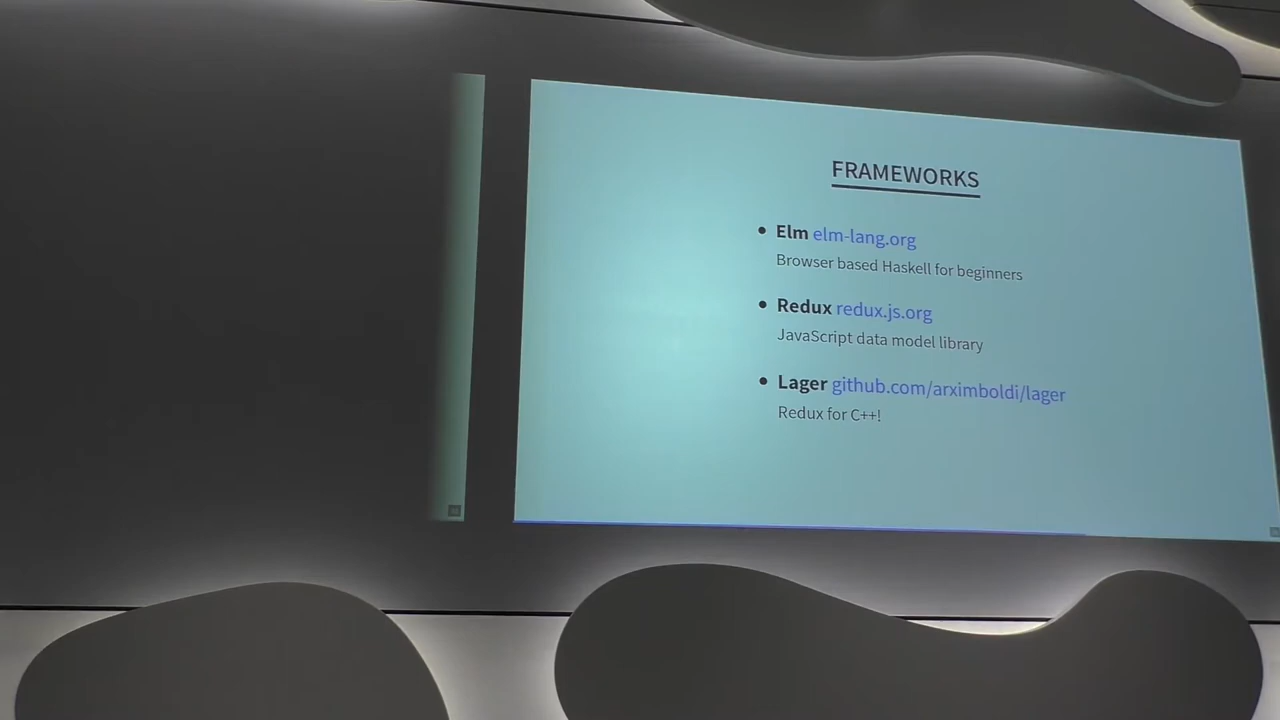 FRAMEWORKS
Elm elm-lang.org
Browser based Haskell for beginners
Redux redux.js.org
JavaScript data model library
Lager github.com/arximboldi/lager
Redux for C++!